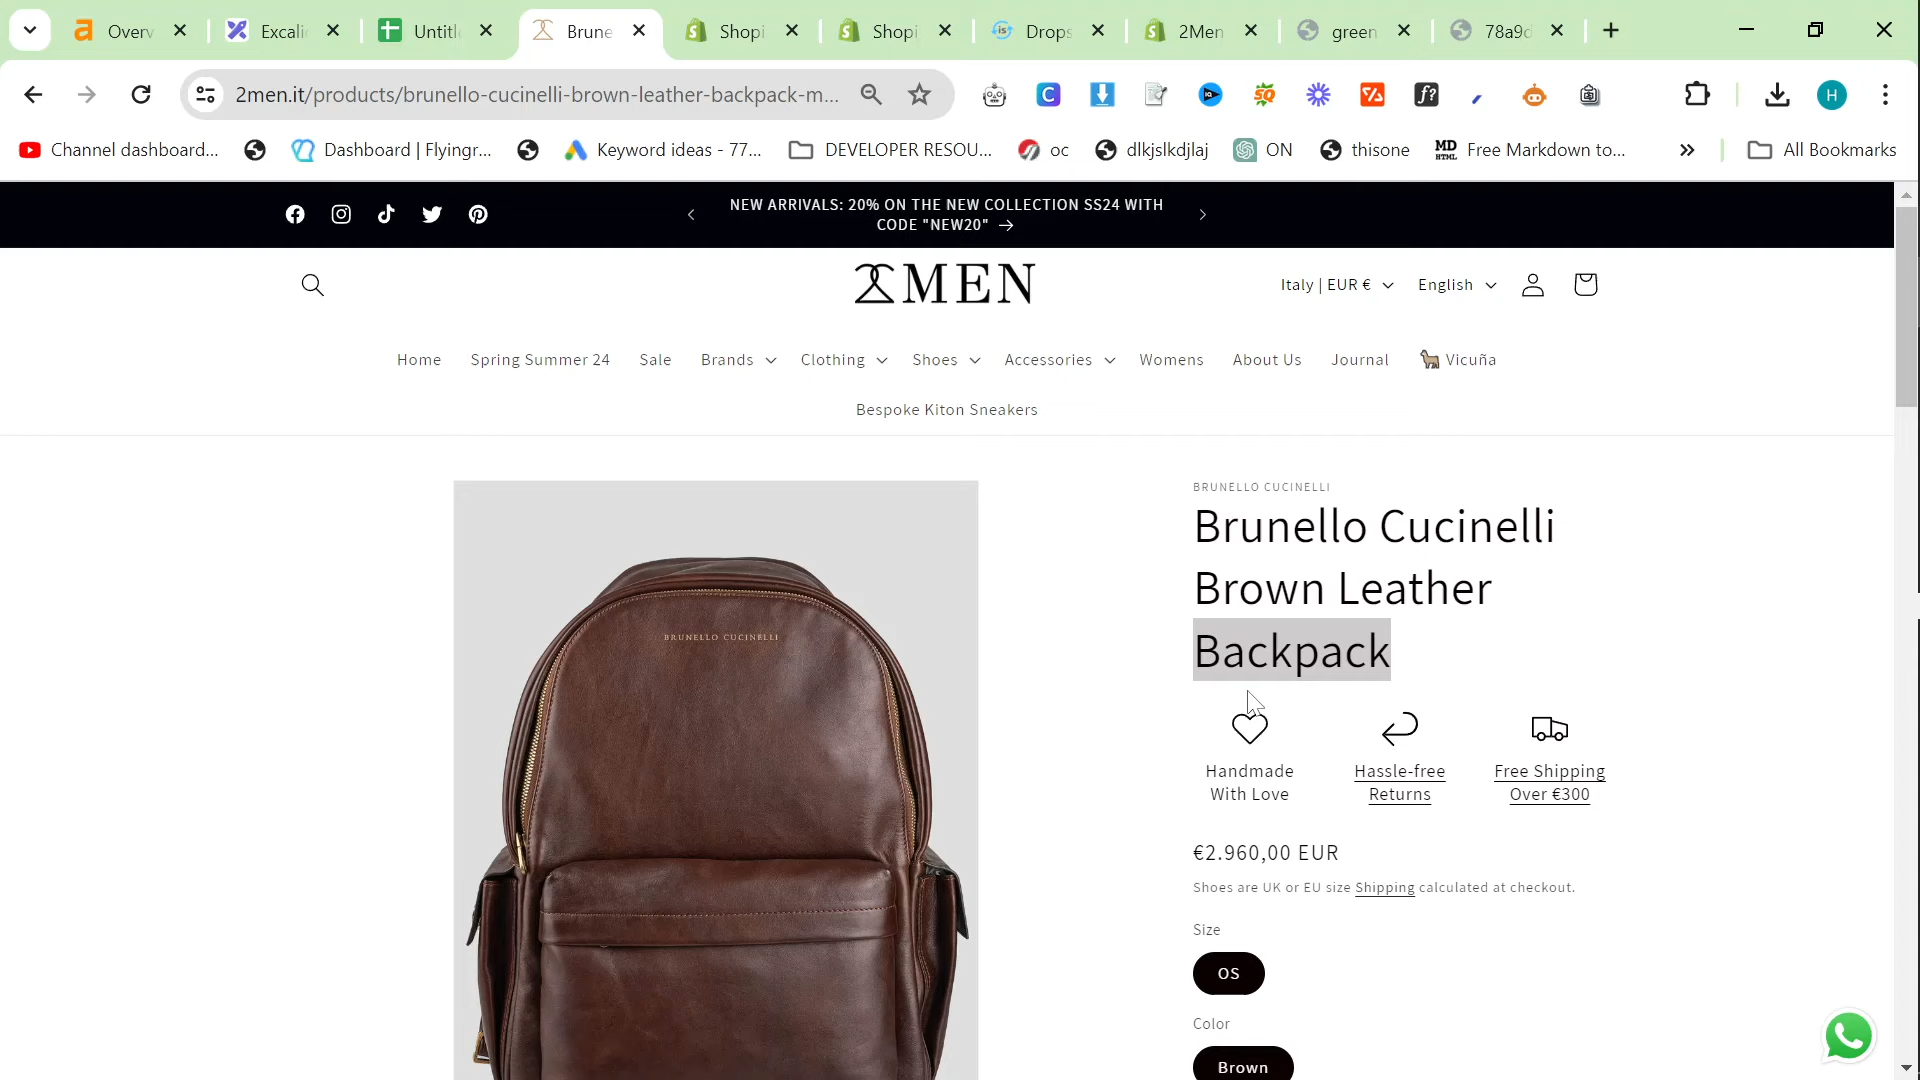 Overv
Excali
Untitl
Brune
Shopi
Shopi
Drops
2Men
green
78a9d
2men.it/products/brunello-cucinelli-brown-leather-backpack-m...
H
Channel dashboard...
Dashboard | Flyingr...
Keyword ideas - 77...
DEVELOPER RESOU...
oc
dlkjslkdjlaj
ON
thisone
Free Markdown to...
All Bookmarks
NEW ARRIVALS: 20% ON THE NEW COLLECTION SS24 WITH
CODE "NEW20"
2MEN
Italy | EUR €
English
Home
Spring Summer 24
Sale
Brands
Clothing
Shoes
Accessories
Womens
About Us
Journal
Vicuña
Bespoke Kiton Sneakers
BRUNELLO CUCINELLI
BRUNELLO CUCINELLI
Brunello Cucinelli
Brown Leather
Backpack
Handmade
With Love
Hassle-free
Returns
Free Shipping
Over €300
€2.960,00 EUR
Shoes are UK or EU size Shipping calculated at checkout.
Size
OS
Color
Brown